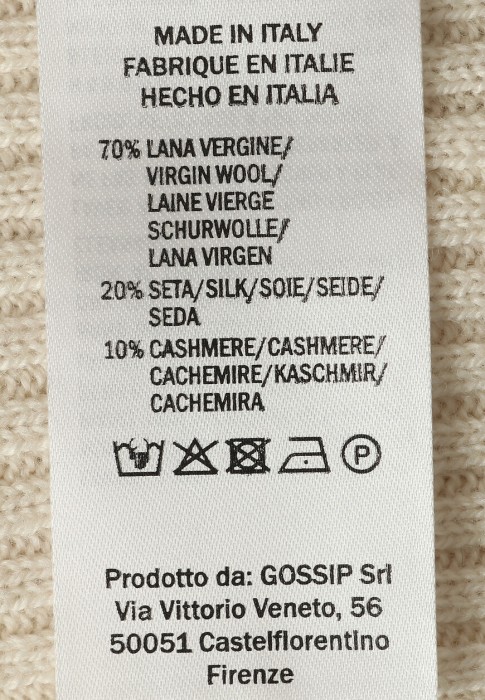 MADE IN ITALY
FABRIQUE EN ITALIE
HECHO EN ITALIA
70% LANA VERGINE/
VIRGIN WOOL/
LAINE VIERGE
SCHURWOLLE/
LANA VIRGEN
20% SETA/SILK/SOIE/SEIDE/
SEDA
10% CASHMERE/CASHMERE/
CACHEMIRE/KASCHMIR/
CACHEMIRA
P
Prodotto da: GOSSIP Srl
Via Vittorio Veneto, 56
50051 Castelfiorentino
Firenze